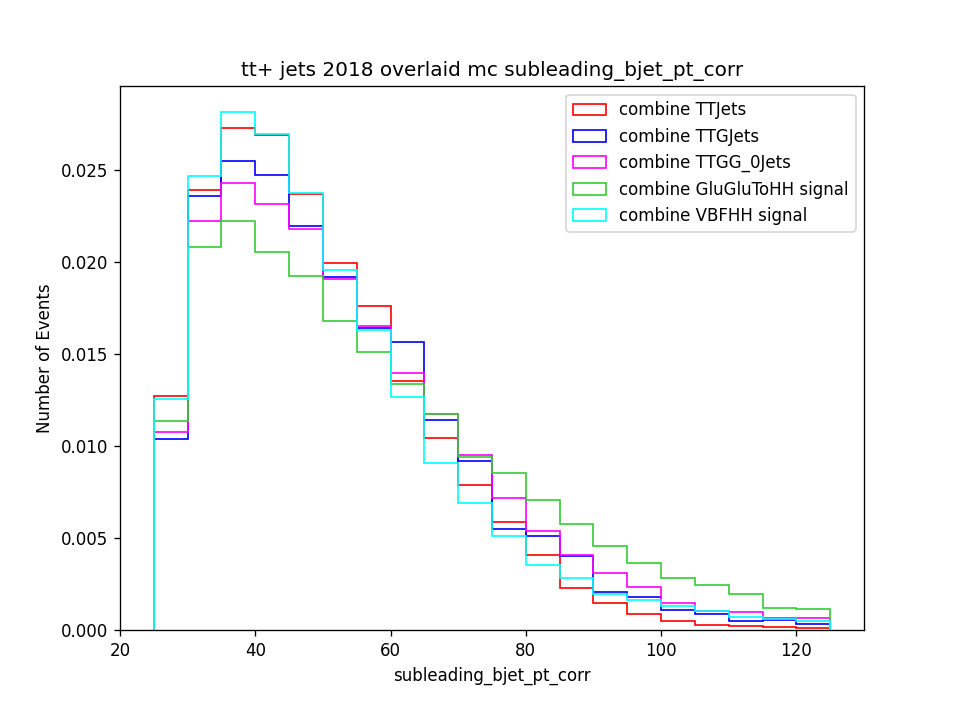 tt+ jets 2018 overlaid mc subleading_bjet_pt_corr
combine TTJets
combine TTGJets
combine TTGG_0Jets
combine GluGluToHH signal
combine VBFHH signal
Number of Events
0.025
0.020
0.015
0.010
0.005
0.000
20 40 60 80 100 120
subleading_bjet_pt_corr